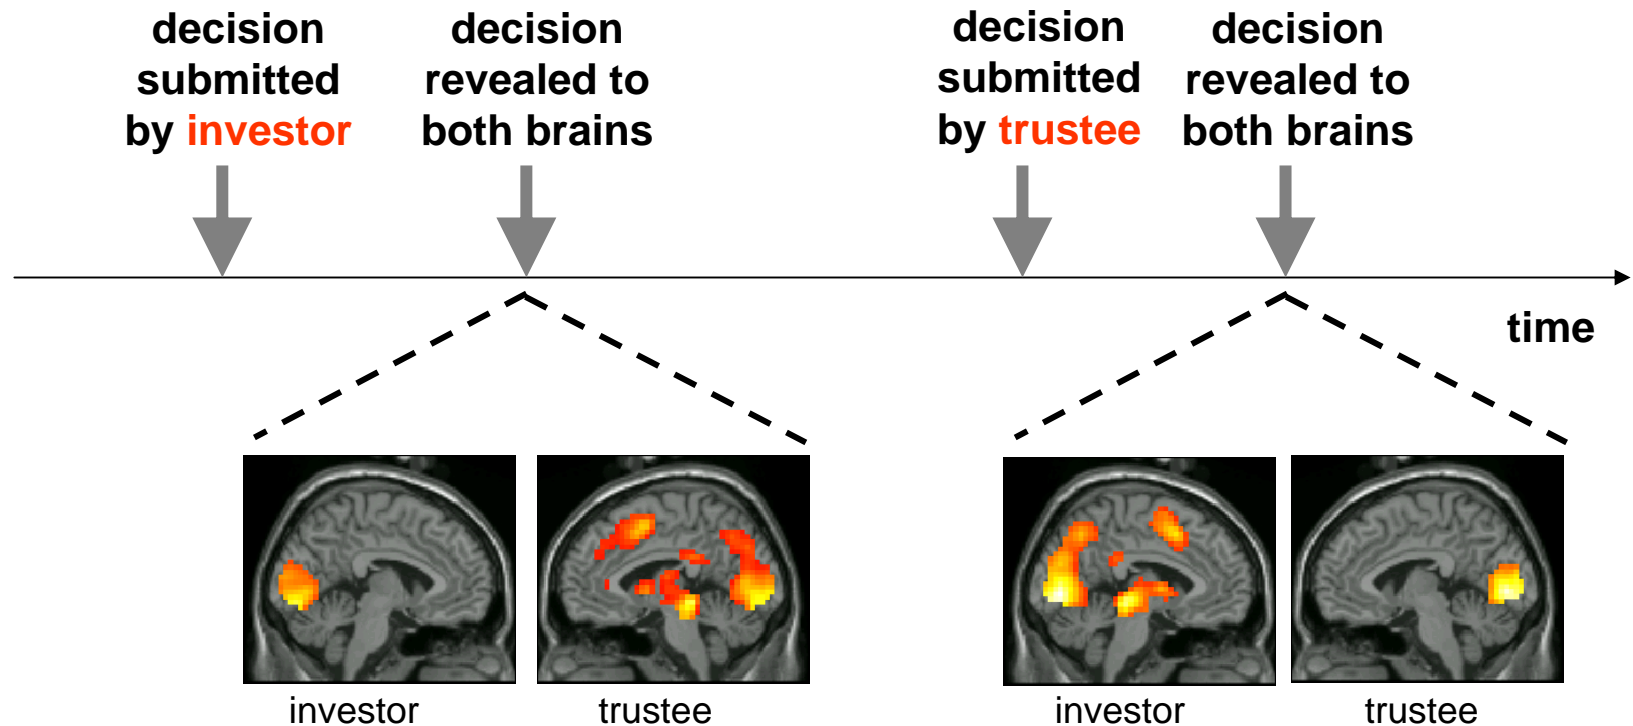 decision
submitted
by investor
decision
revealed to
both brains
decision
submitted
by trustee
decision
revealed to
both brains
time
investor
trustee
investor
trustee